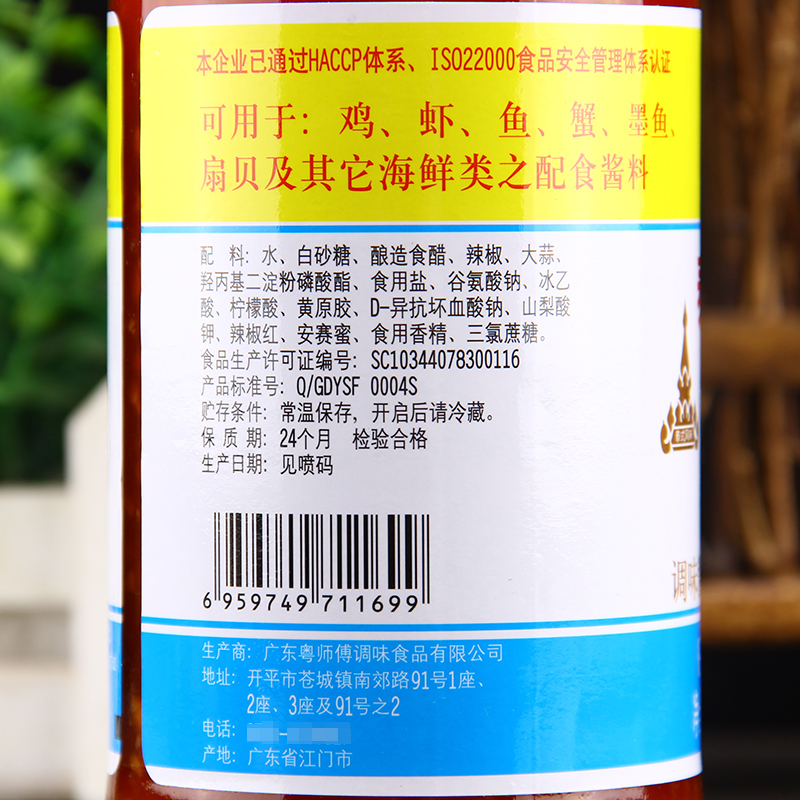 本企业已通过HACCP体系、ISO22000食品安全管理体系认证
可用于：鸡、虾、鱼、蟹、墨鱼、
扇贝及其它海鲜类之配食酱料
配 料：水、白砂糖、酿造食醋、辣椒、大蒜、
羟丙基二淀粉磷酸酯、食用盐、谷氨酸钠、冰乙
酸、柠檬酸、黄原胶、D-异抗坏血酸钠、山梨酸
钾、辣椒红、安赛蜜、食用香精、三氯蔗糖。
食品生产许可证编号：SC10344078300116
产品标准号：Q/GDYSF 0004S
贮存条件：常温保存，开启后请冷藏。
保 质 期：24个月 检验合格
生产日期：见喷码
6 959749 711699
生产商：广东粤师傅调味食品有限公司
地址：开平市苍城镇南郊路91号1座、
2座、3座及91号之2
电话：
产地：广东省江门市
调味